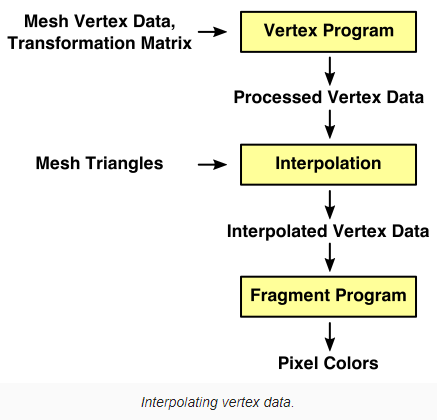 Mesh Vertex Data,
Transformation Matrix
Vertex Program
Processed Vertex Data
Mesh Triangles
Interpolation
Interpolated Vertex Data
Fragment Program
Pixel Colors
Interpolating vertex data.